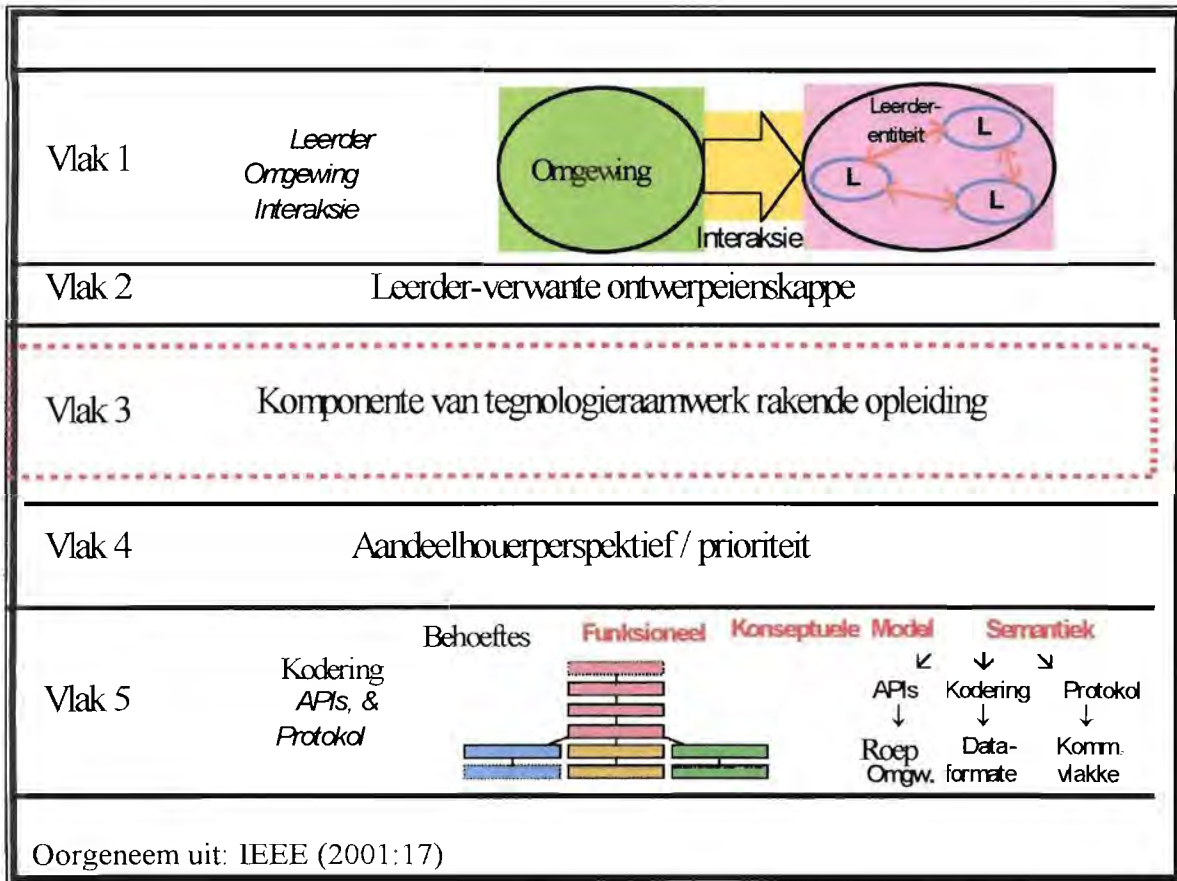 Vlak 1
Leerder
Omgewing
Interaksie
Omgewing
Interaksie
Leerder-
entiteit
L
L
L
Vlak 2
Leerder-verwante ontwerpeienskappe
Vlak 3
Komponente van tegnologieraamwerk rakende opleiding
Vlak 4
Aandeelhouerperspektief / prioriteit
Vlak 5
Kodering
APIs, &
Protokol
Behoeftes Funksioneel Konseptuele Model Semantiek
↙ ↓ ↘
APIs Kodering Protokol
↓ ↓ ↓
Roep Data- Komm.
Omgw. formate vlakke
Oorgeneem uit: IEEE (2001:17)